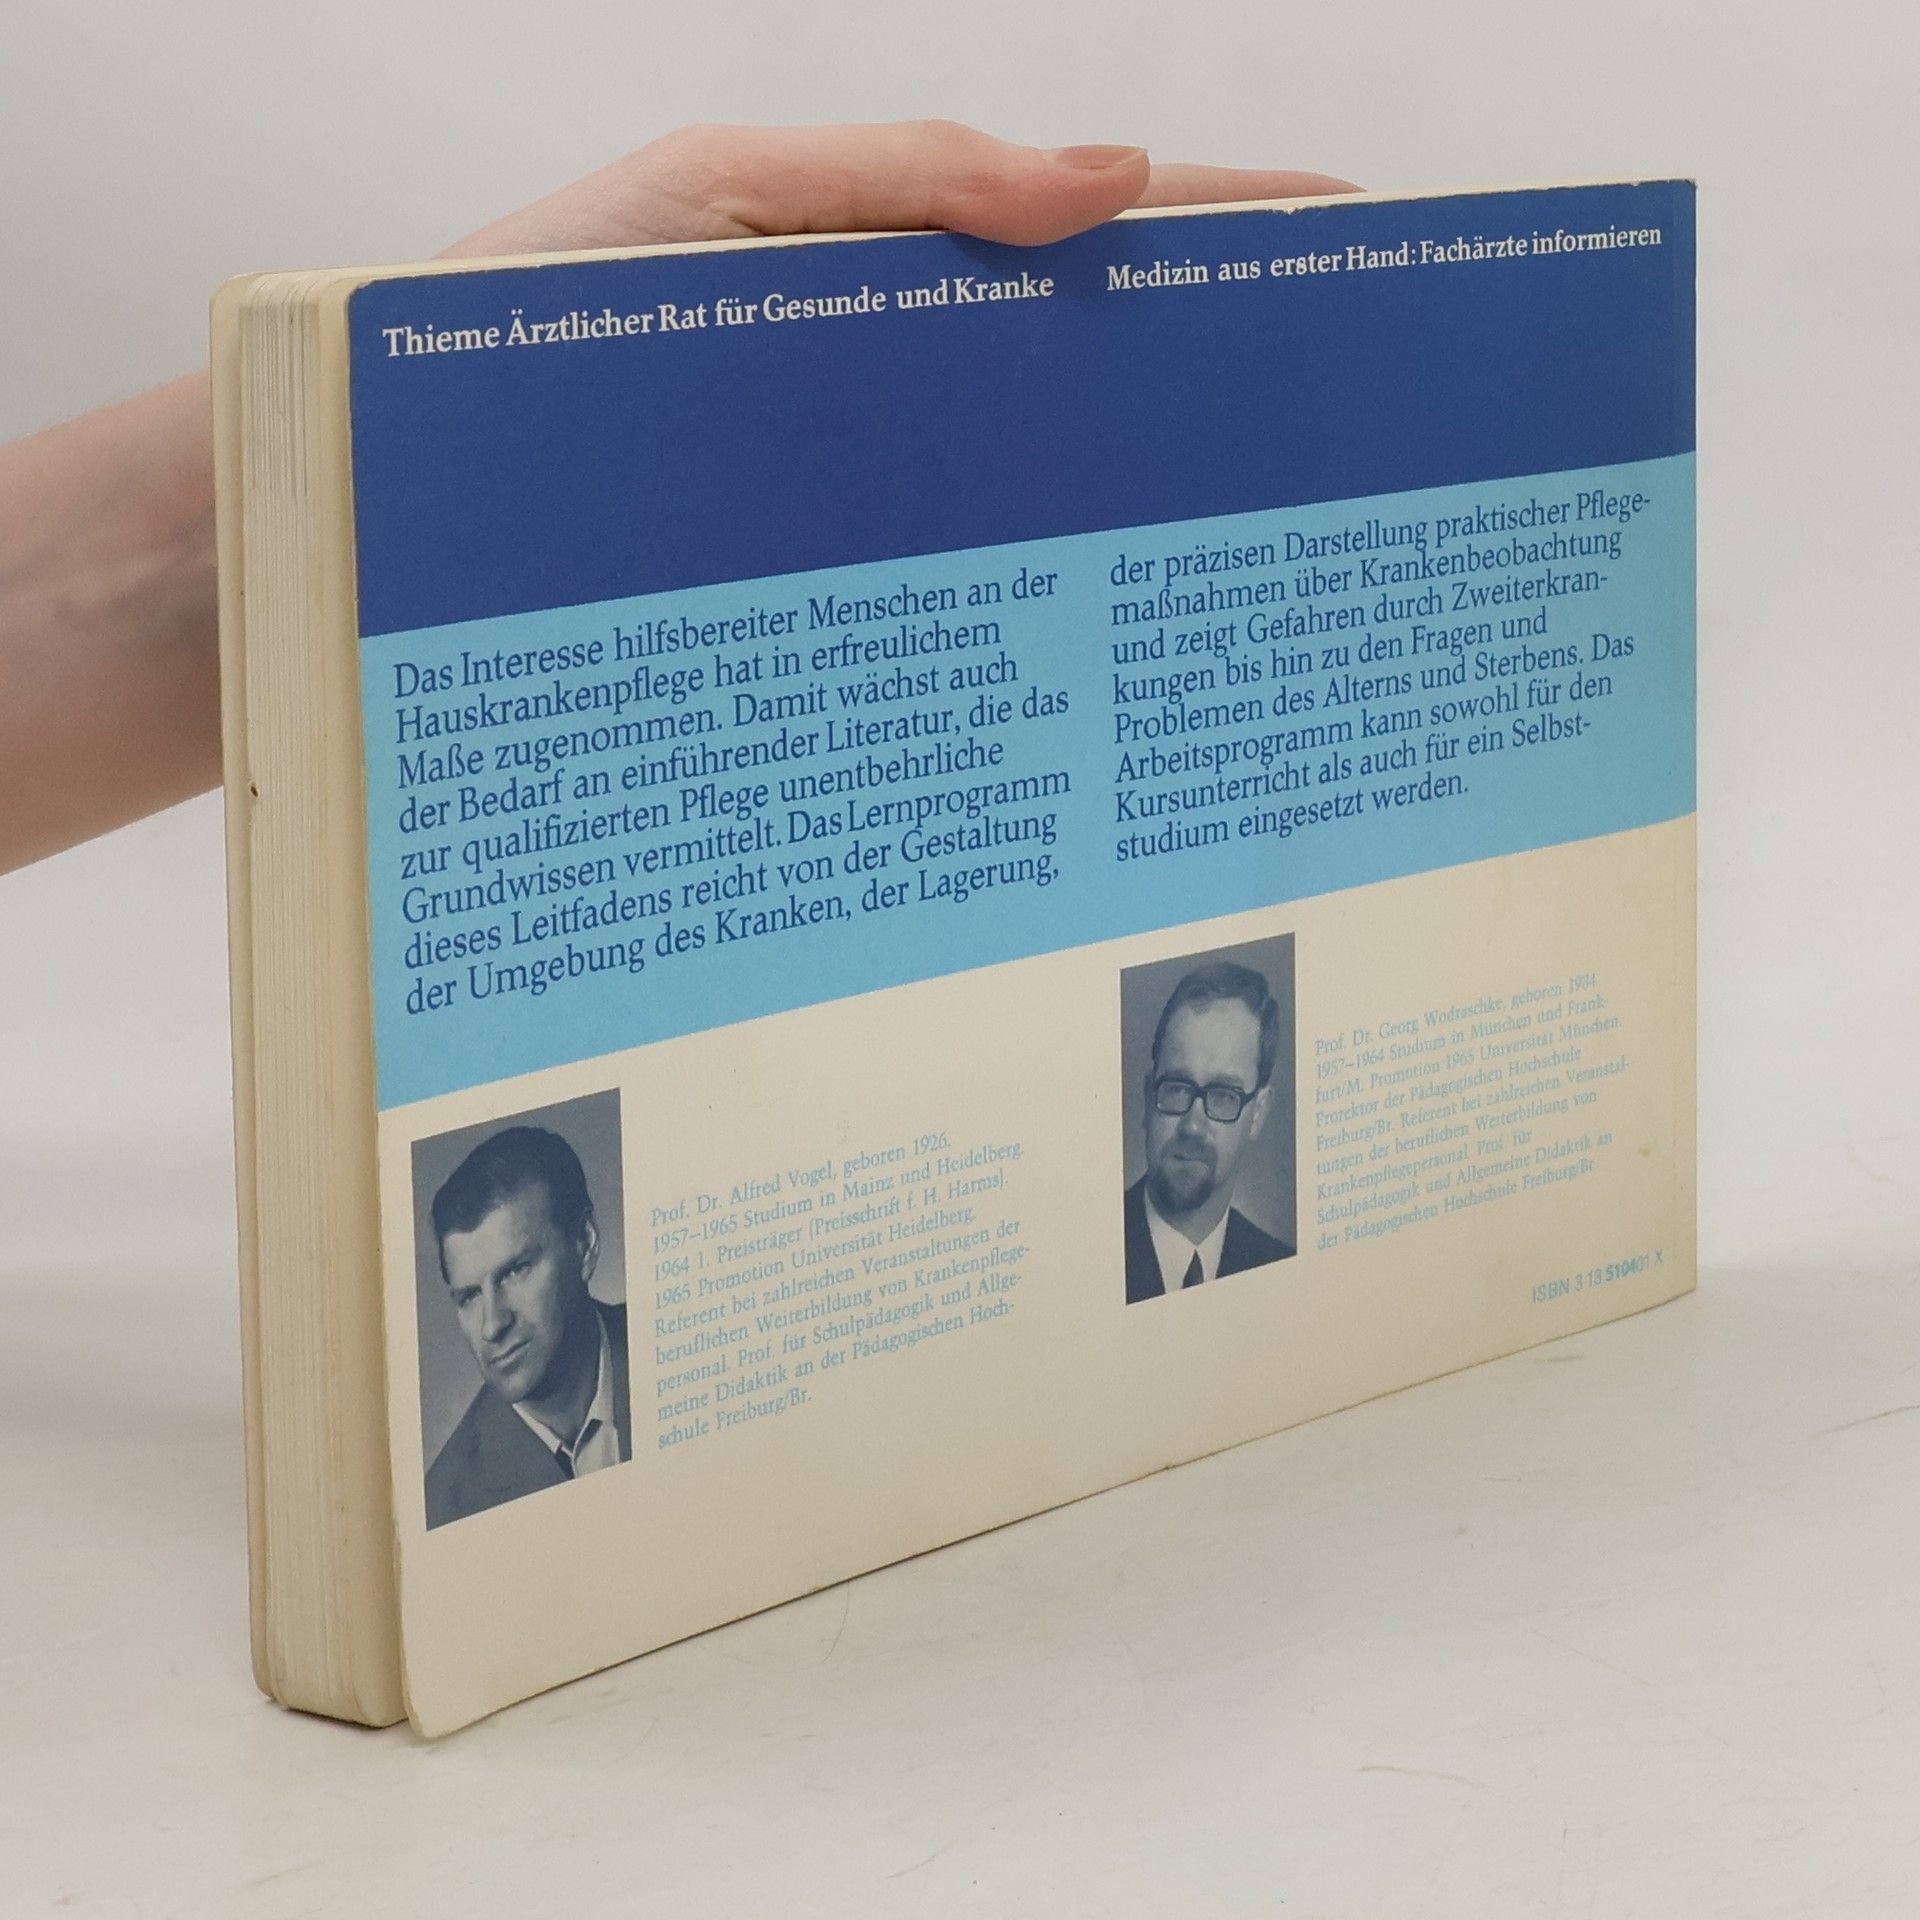 Thieme Ärztlicher Rat für Gesunde und Kranke
Medizin aus erster Hand: Fachärzte informieren
Das Interesse hilfsbereiter Menschen an der
Hauskrankenpflege hat in erfreulichem
Maße zugenommen. Damit wächst auch
der Bedarf an einführender Literatur, die das
zur qualifizierten Pflege unentbehrliche
Grundwissen vermittelt. Das Lernprogramm
dieses Leitfadens reicht von der Gestaltung
der Umgebung des Kranken, der Lagerung,
der präzisen Darstellung praktischer Pflege-
maßnahmen über Krankenbeobachtung
und zeigt Gefahren durch Zweiterkran-
kungen bis hin zu den Fragen und
Problemen des Alterns und Sterbens. Das
Arbeitsprogramm kann sowohl für den
Kursunterricht als auch für ein Selbst-
studium eingesetzt werden.
Prof. Dr. Alfred Vogel, geboren 1926.
1957–1965 Studium in Mainz und Heidelberg.
1964 1. Preisträger (Preisschrift f. H. Harms).
1965 Promotion Universität Heidelberg.
Referent bei zahlreichen Veranstaltungen der
beruflichen Weiterbildung von Krankenpflege-
personal. Prof. für Schulpädagogik und Allge-
meine Didaktik an der Pädagogischen Hoch-
schule Freiburg/Br.
Prof. Dr. Georg Wodraschke, geboren 1934.
1957–1964 Studium in München und Frank-
furt/M. Promotion 1965 Universität München.
Prorektor der Pädagogischen Hochschule
Freiburg/Br. Referent bei zahlreichen Veranstal-
tungen der beruflichen Weiterbildung von
Krankenpflegepersonal. Prof. für
Schulpädagogik und Allgemeine Didaktik an
der Pädagogischen Hochschule Freiburg/Br.
ISBN 3 13 510401 X